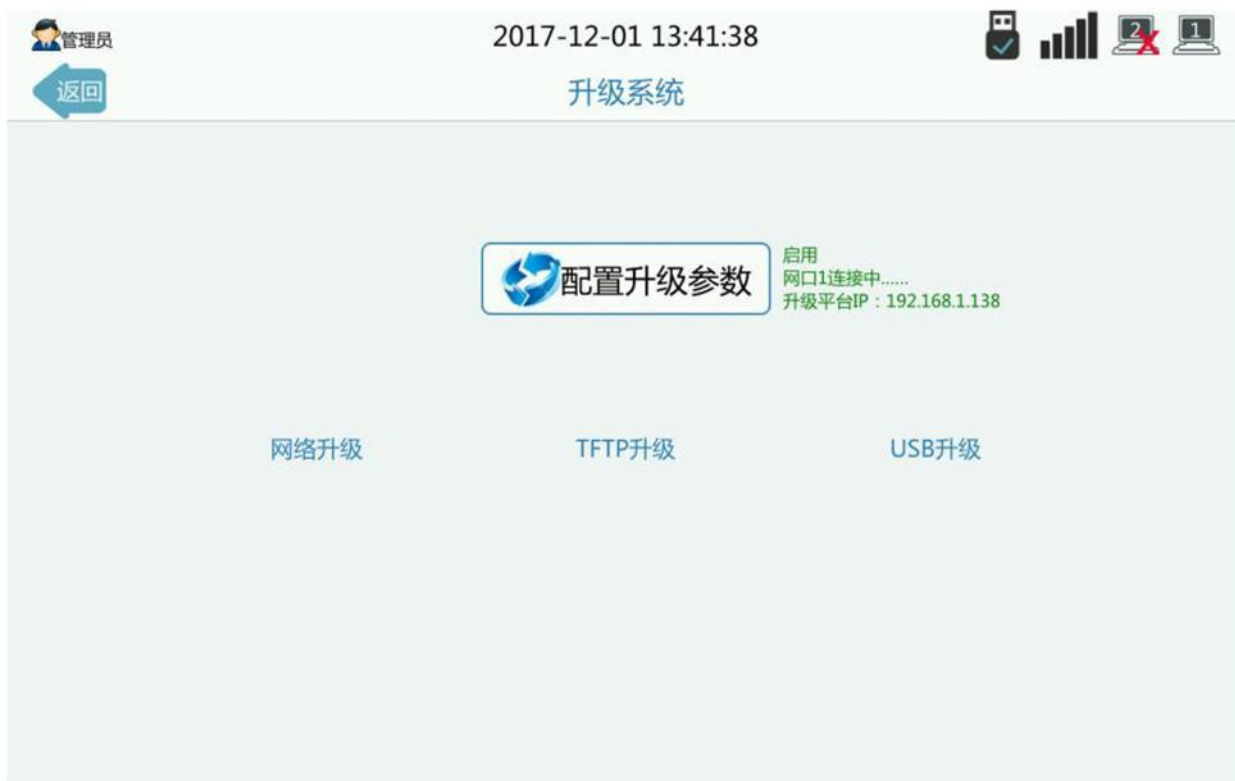 管理员
2017-12-01 13:41:38
2
1
返回
升级系统
配置升级参数
启用
网口1连接中......
升级平台IP：192.168.1.138
网络升级
TFTP升级
USB升级